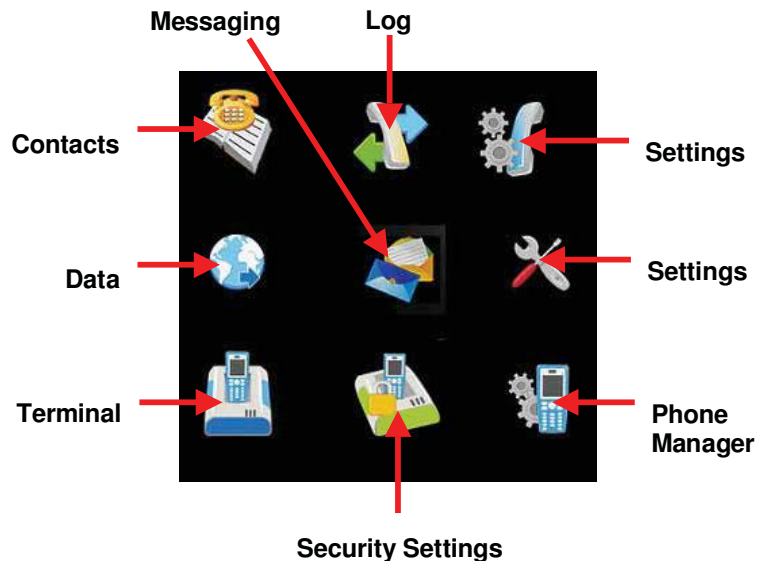 Messaging
Log
Contacts
Settings
Data
Settings
Terminal
Phone
Manager
Security Settings